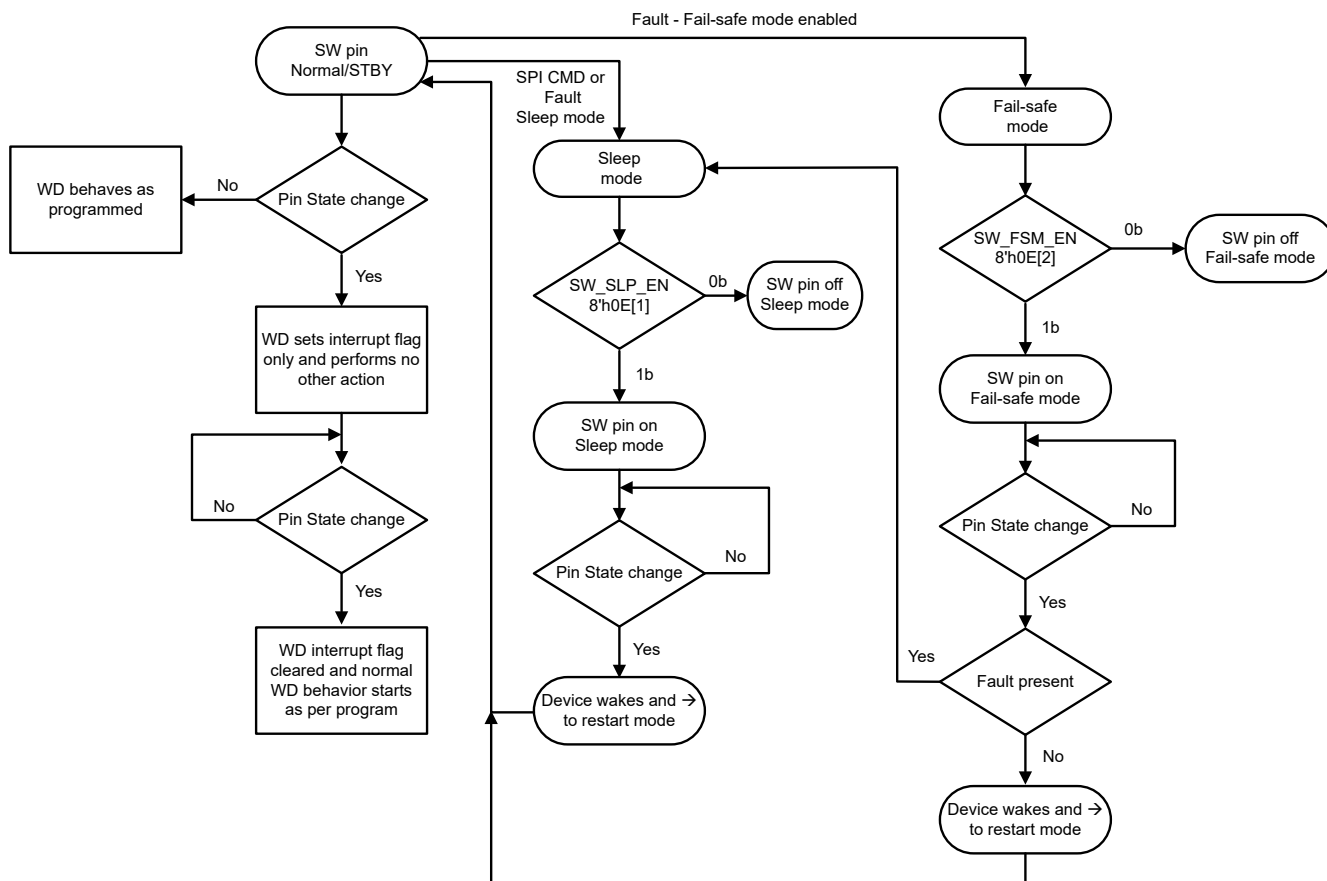 Fault - Fail-safe mode enabled
SW pin
Normal/STBY
SPI CMD or
Fault
Sleep mode
Fail-safe
mode
WD behaves as
programmed
No
Pin State change
Yes
WD sets interrupt flag
only and performs no
other action
No
Pin State change
Yes
WD interrupt flag
cleared and normal
WD behavior starts
as per program
Sleep
mode
SW_SLP_EN
8'h0E[1]
0b
SW pin off
Sleep mode
1b
SW pin on
Sleep mode
Pin State change
No
Yes
Device wakes and →
to restart mode
SW_FSM_EN
8'h0E[2]
0b
SW pin off
Fail-safe mode
1b
SW pin on
Fail-safe mode
Pin State change
No
Yes
Yes
Fault present
No
Device wakes and →
to restart mode